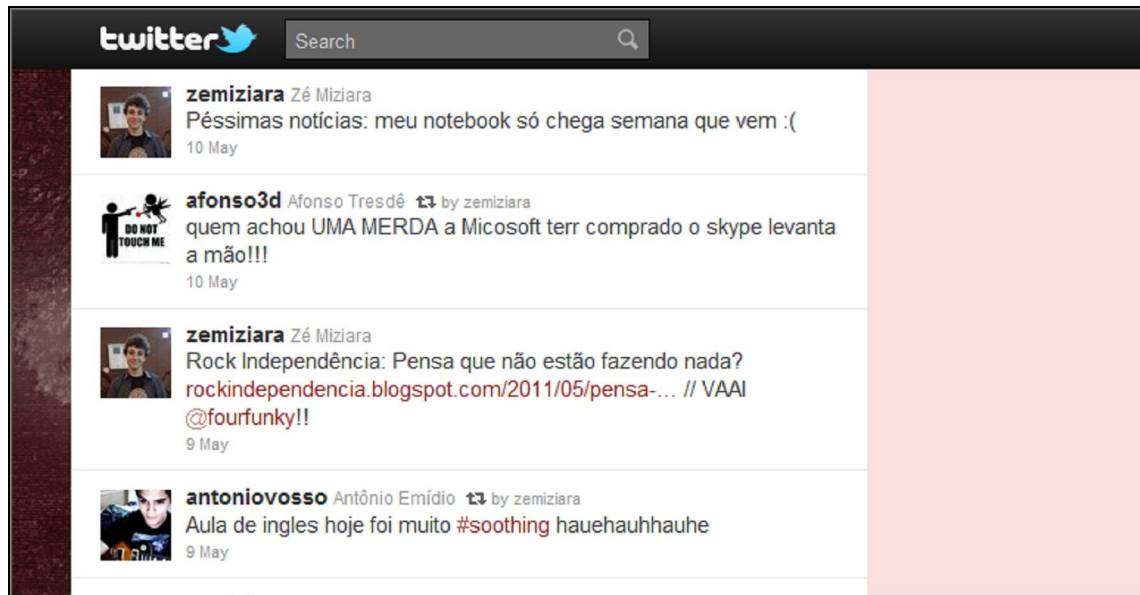 twitter Search
zemiziara Zé Miziara
Péssimas notícias: meu notebook só chega semana que vem :(
10 May
afonso3d Afonso Tresdê by zemiziara
DO NOT
TOUCH ME
quem achou UMA MERDA a Micosoft terr comprado o skype levanta
a mão!!!
10 May
zemiziara Zé Miziara
Rock Independência: Pensa que não estão fazendo nada?
rockindependencia.blogspot.com/2011/05/pensa-... // VAAI
@fourfunky!!
9 May
antoniovosso Antônio Emídio by zemiziara
Aula de ingles hoje foi muito #soothing hauehauhhauhe
9 May